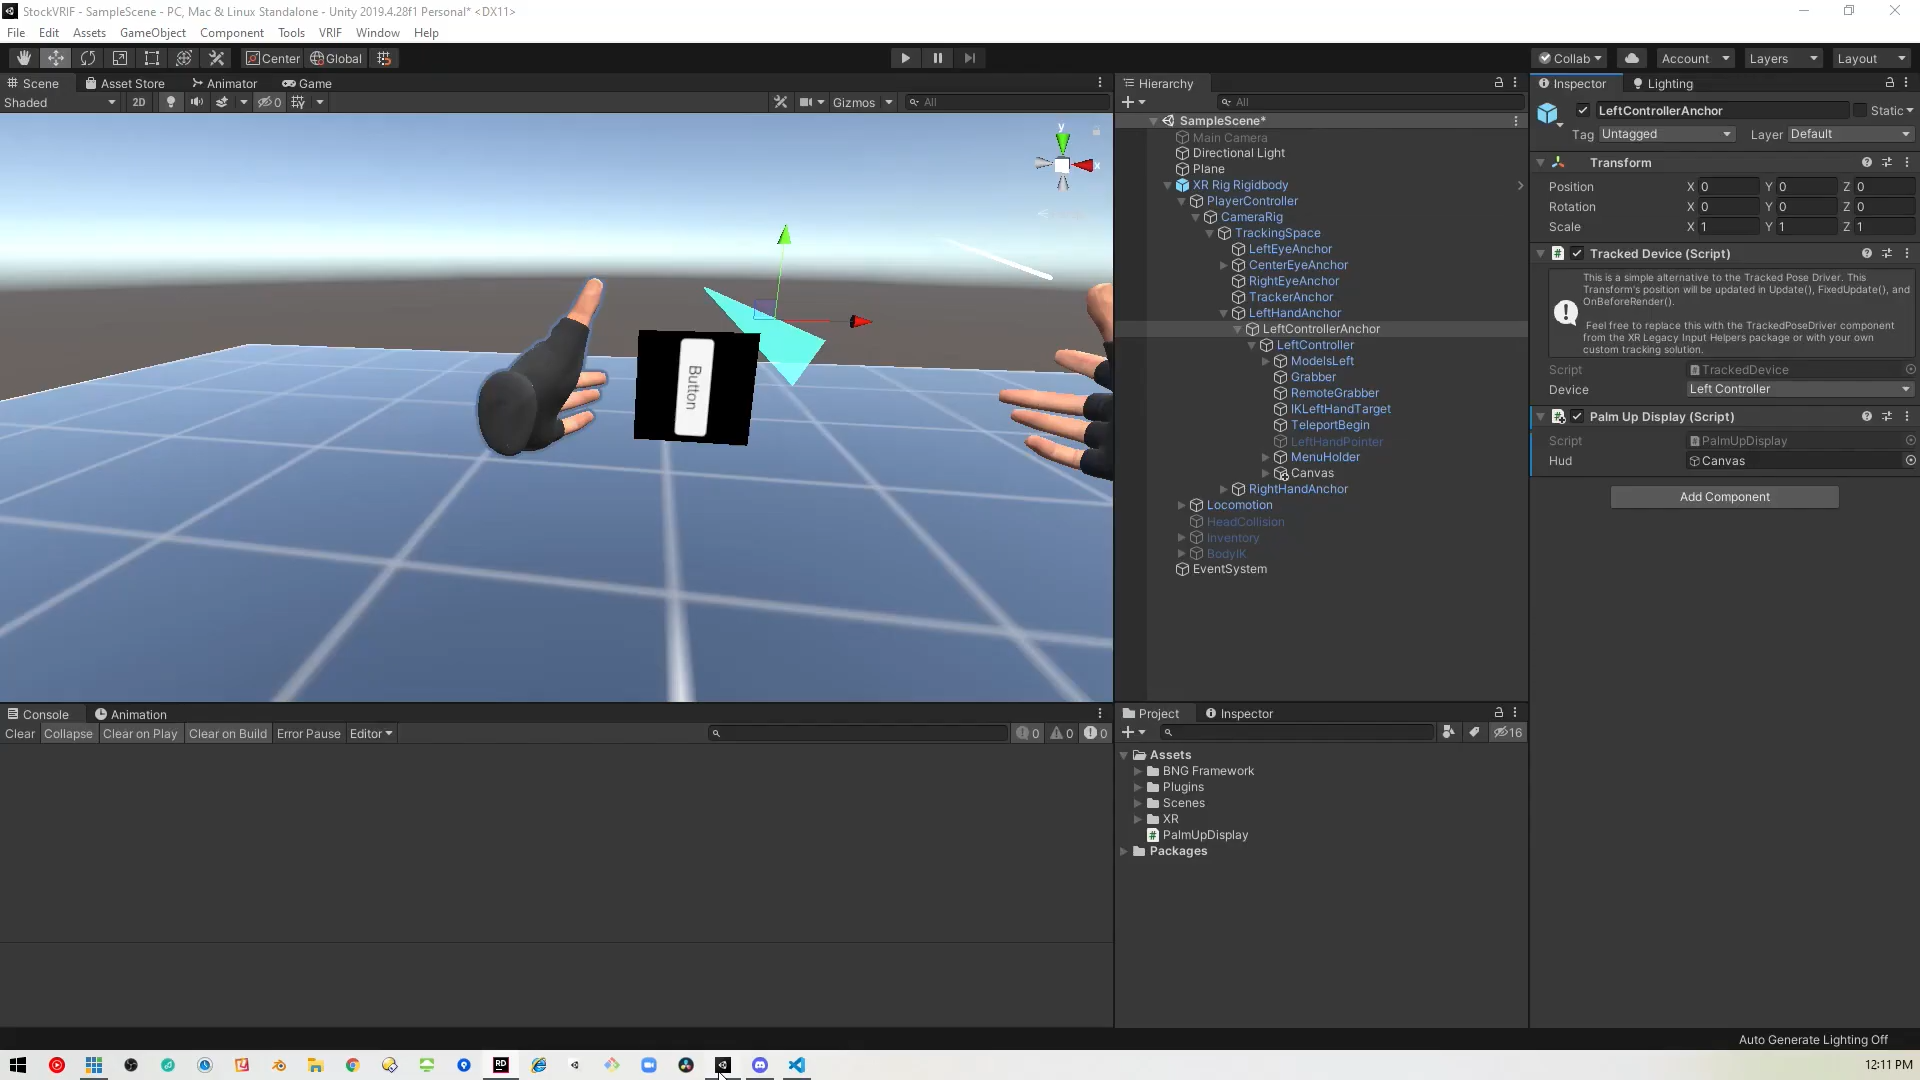 StockVRIF - SampleScene - PC, Mac & Linux Standalone - Unity 2019.4.28f1 Personal* <DX11>
File Edit Assets GameObject Component Tools VRIF Window Help
Center Global
Collab Account Layers Layout
Scene Asset Store Animator Game
Shaded 2D 0 Gizmos All
y
x
Button
Hierarchy
All
SampleScene*
Main Camera
Directional Light
Plane
XR Rig Rigidbody
PlayerController
CameraRig
TrackingSpace
LeftEyeAnchor
CenterEyeAnchor
RightEyeAnchor
TrackerAnchor
LeftHandAnchor
LeftControllerAnchor
LeftController
ModelsLeft
Grabber
RemoteGrabber
IKLeftHandTarget
TeleportBegin
LeftHandPointer
MenuHolder
Canvas
RightHandAnchor
Locomotion
HeadCollision
Inventory
BodyIK
EventSystem
Inspector Lighting
LeftControllerAnchor Static
Tag Untagged Layer Default
Transform
Position X 0 Y 0 Z 0
Rotation X 0 Y 0 Z 0
Scale X 1 Y 1 Z 1
Tracked Device (Script)
This is a simple alternative to the Tracked Pose Driver. This
Transform's position will be updated in Update(), FixedUpdate(), and
OnBeforeRender().
Feel free to replace this with the TrackedPoseDriver component
from the XR Legacy Input Helpers package or with your own
custom tracking solution.
Script TrackedDevice
Device Left Controller
Palm Up Display (Script)
Script PalmUpDisplay
Hud Canvas
Add Component
Console Animation
Clear Collapse Clear on Play Clear on Build Error Pause Editor 0 0 0
Project Inspector
16
Assets
BNG Framework
Plugins
Scenes
XR
PalmUpDisplay
Packages
Auto Generate Lighting Off
RD
12:11 PM